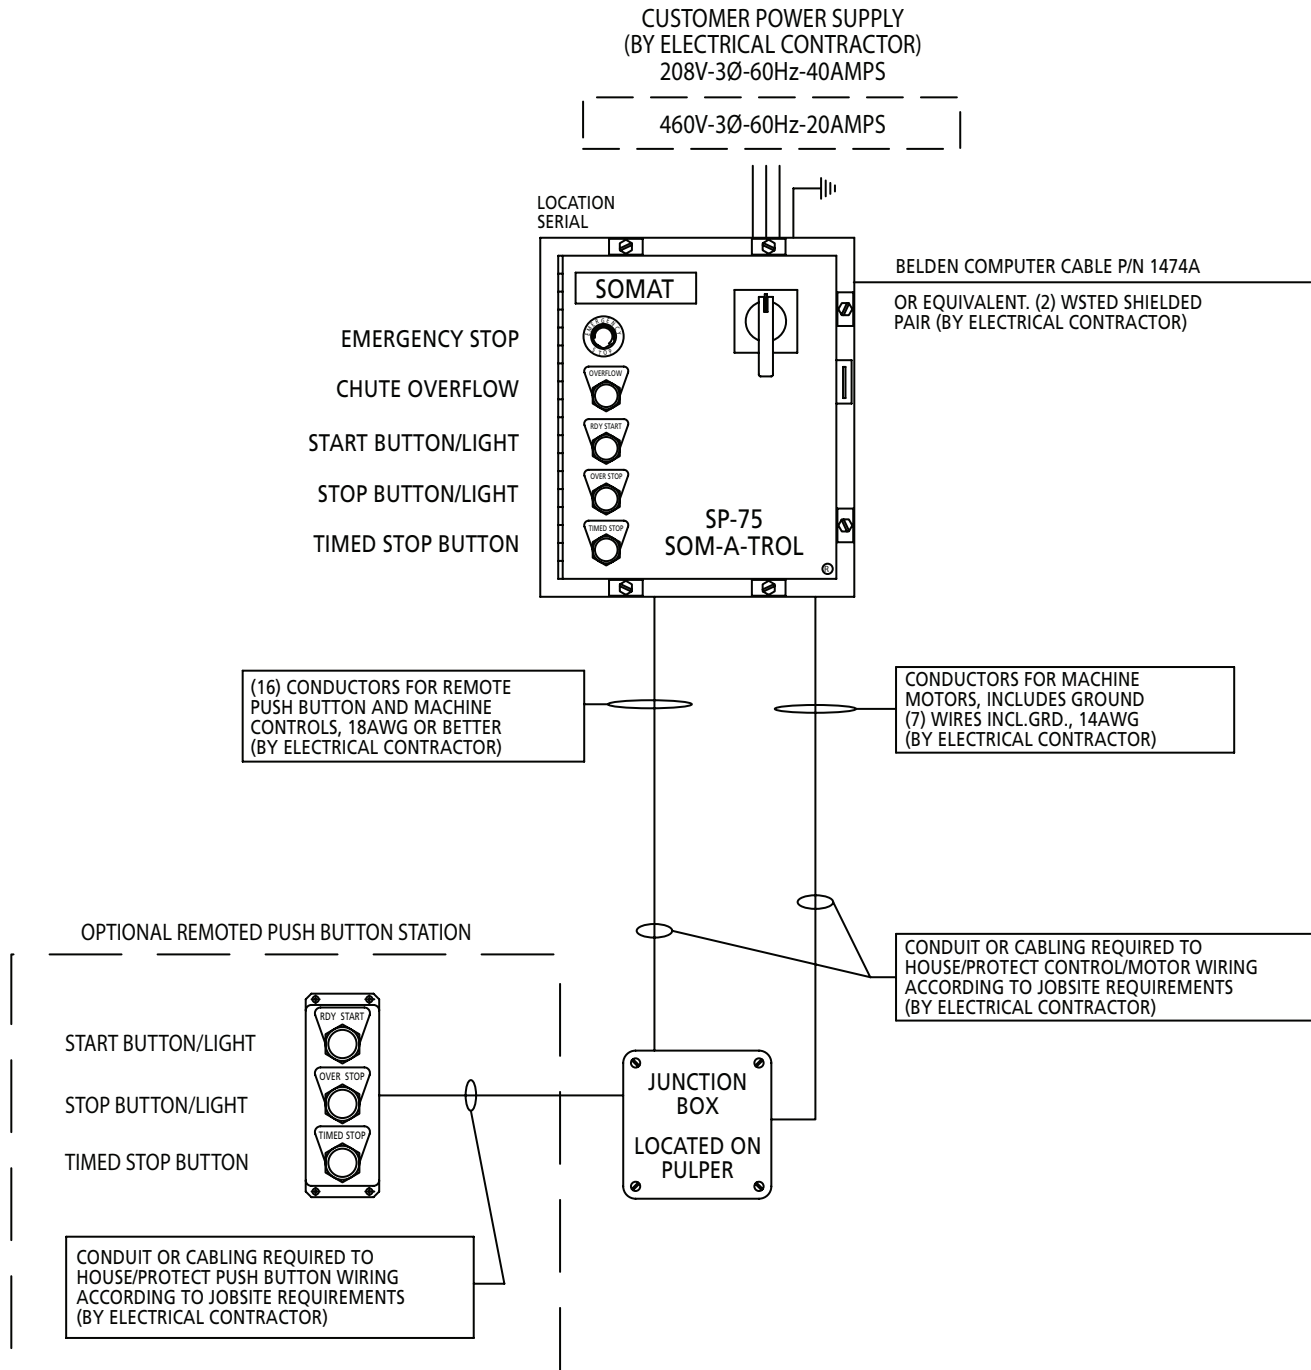 CUSTOMER POWER SUPPLY
(BY ELECTRICAL CONTRACTOR)
208V-3Ø-60Hz-40AMPS
460V-3Ø-60Hz-20AMPS
LOCATION
SERIAL
BELDEN COMPUTER CABLE P/N 1474A
OR EQUIVALENT. (2) WSTED SHIELDED
PAIR (BY ELECTRICAL CONTRACTOR)
SOMAT
EMERGENCY STOP
EMERGENCY
STOP
CHUTE OVERFLOW
OVERFLOW
START BUTTON/LIGHT
RDY START
STOP BUTTON/LIGHT
OVER STOP
TIMED STOP BUTTON
TIMED STOP
SP-75
SOM-A-TROL
®
(16) CONDUCTORS FOR REMOTE
PUSH BUTTON AND MACHINE
CONTROLS, 18AWG OR BETTER
(BY ELECTRICAL CONTRACTOR)
CONDUCTORS FOR MACHINE
MOTORS, INCLUDES GROUND
(7) WIRES INCL.GRD., 14AWG
(BY ELECTRICAL CONTRACTOR)
CONDUIT OR CABLING REQUIRED TO
HOUSE/PROTECT CONTROL/MOTOR WIRING
ACCORDING TO JOBSITE REQUIREMENTS
(BY ELECTRICAL CONTRACTOR)
OPTIONAL REMOTED PUSH BUTTON STATION
START BUTTON/LIGHT
RDY START
STOP BUTTON/LIGHT
OVER STOP
TIMED STOP BUTTON
TIMED STOP
JUNCTION
BOX
LOCATED ON
PULPER
CONDUIT OR CABLING REQUIRED TO
HOUSE/PROTECT PUSH BUTTON WIRING
ACCORDING TO JOBSITE REQUIREMENTS
(BY ELECTRICAL CONTRACTOR)